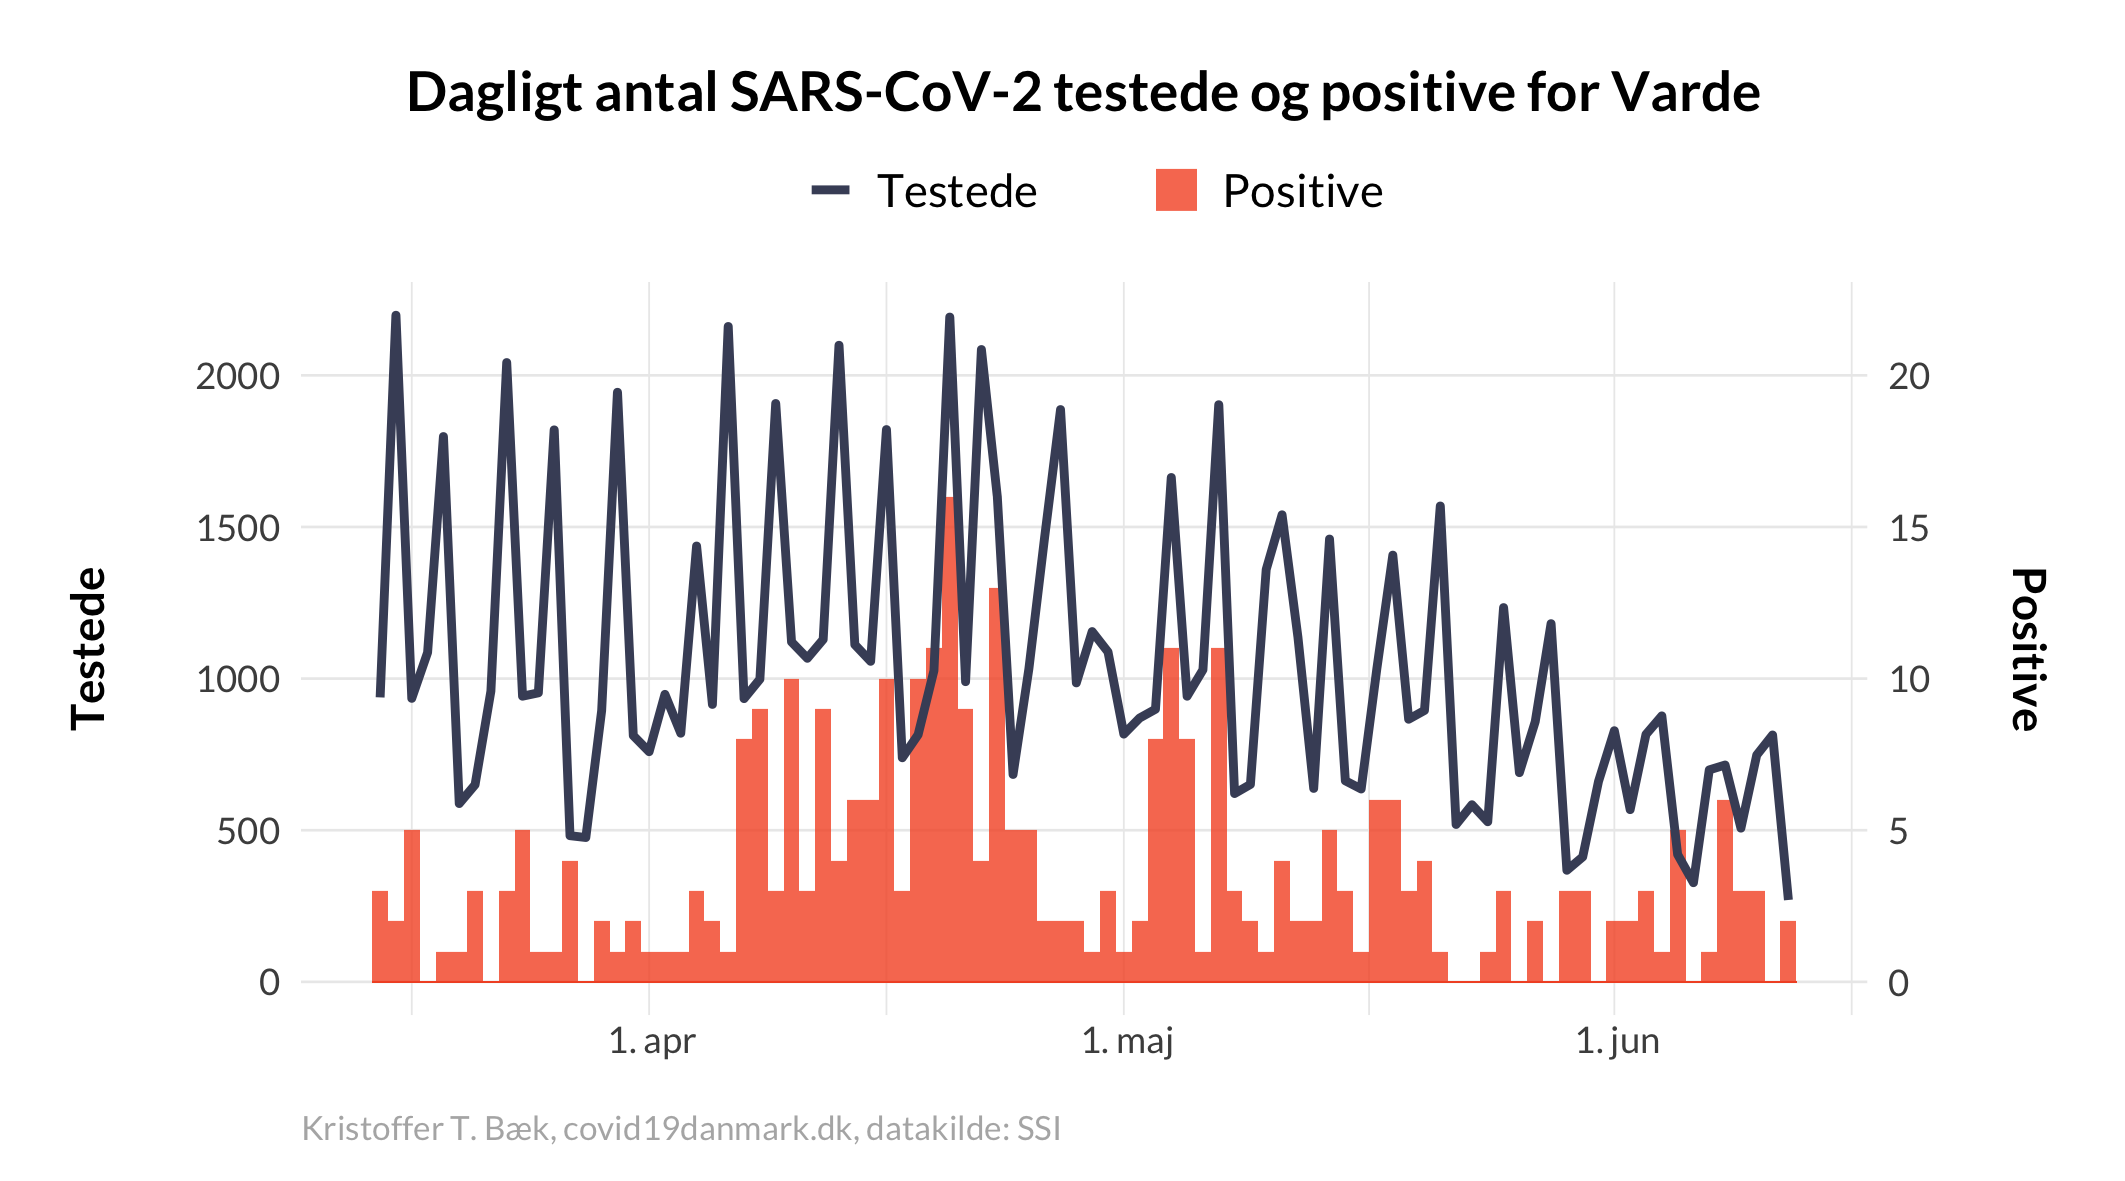 Dagligt antal SARS-CoV-2 testede og positive for Varde
Testede
Positive
2000
1500
1000
500
0
Testede
20
15
10
5
0
Positive
1. apr
1. maj
1. jun
Kristoffer T. Bæk, covid19danmark.dk, datakilde: SSI